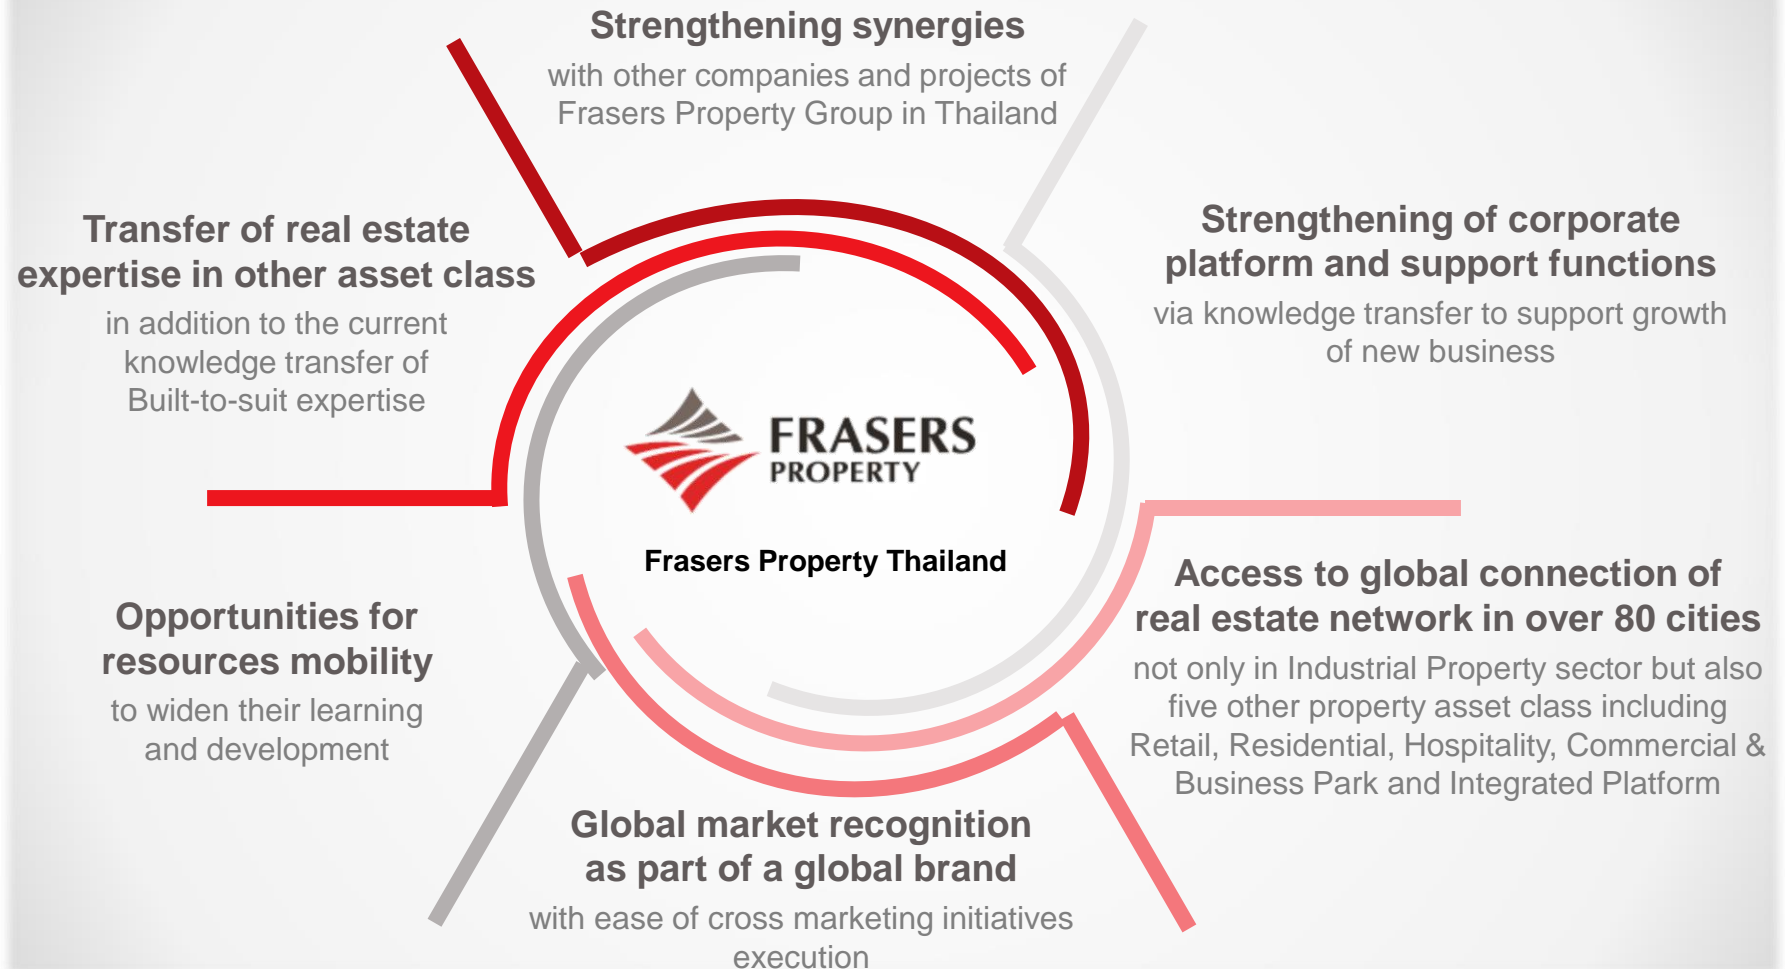 Strengthening synergies
with other companies and projects of
Frasers Property Group in Thailand
Transfer of real estate
expertise in other asset class
in addition to the current
knowledge transfer of
Built-to-suit expertise
Strengthening of corporate
platform and support functions
via knowledge transfer to support growth
of new business
FRASERS
PROPERTY
Frasers Property Thailand
Opportunities for
resources mobility
to widen their learning
and development
Access to global connection of
real estate network in over 80 cities
not only in Industrial Property sector but also
five other property asset class including
Retail, Residential, Hospitality, Commercial &
Business Park and Integrated Platform
Global market recognition
as part of a global brand
with ease of cross marketing initiatives
execution